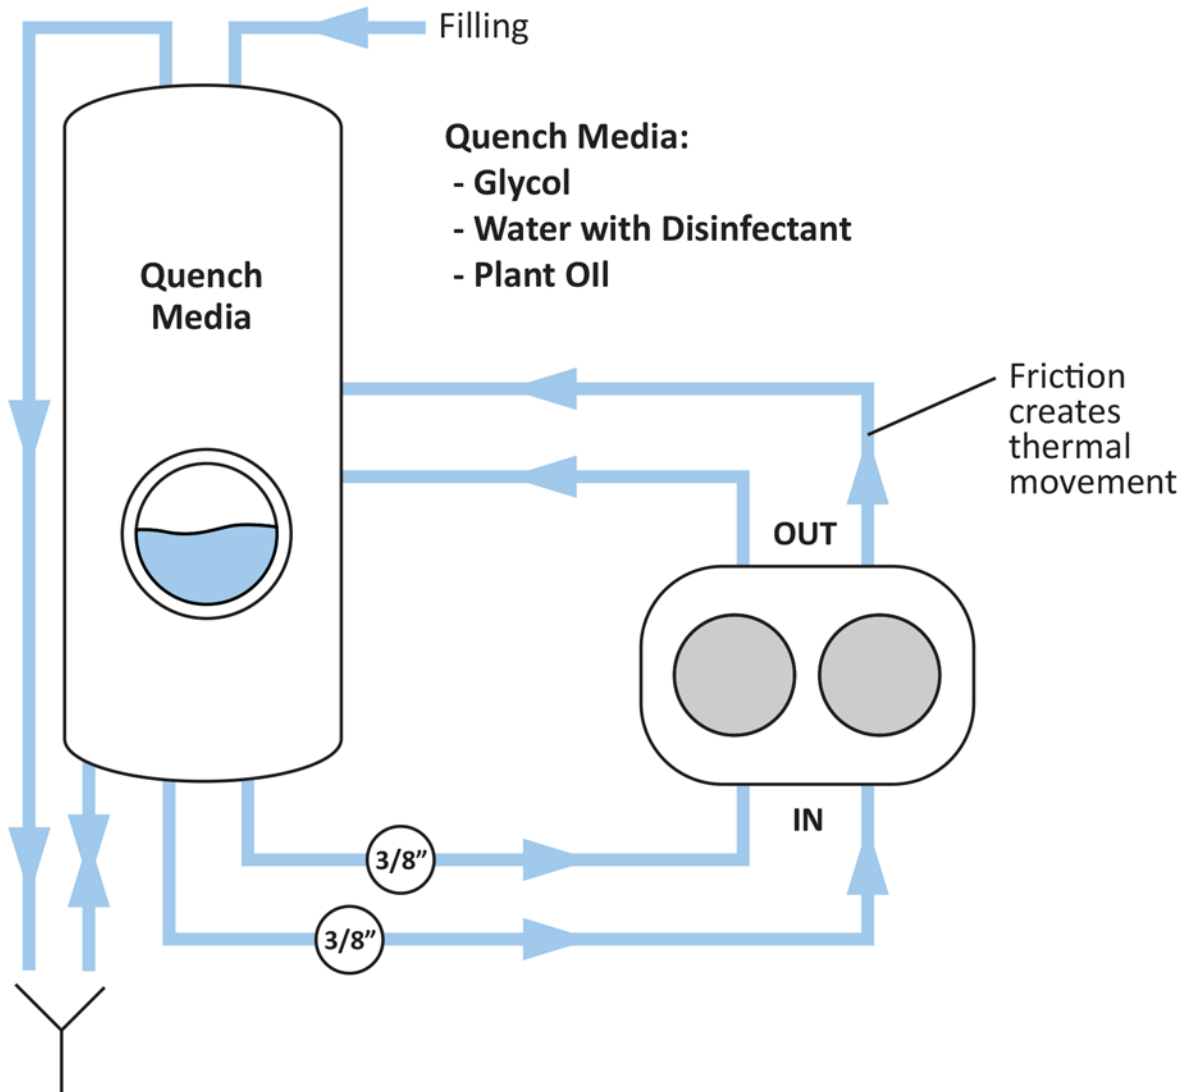 Filling
Quench Media:
- Glycol
- Water with Disinfectant
- Plant OIl
Quench
Media
Friction
creates
thermal
movement
OUT
IN
3/8”
3/8”